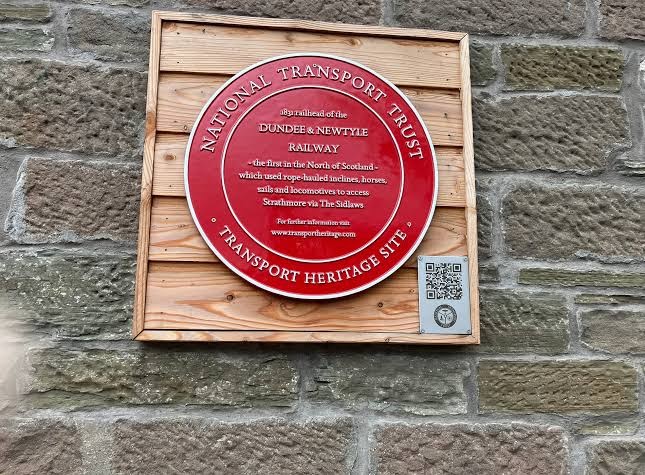 NATIONAL TRANSPORT TRUST
1831 railhead of the
DUNDEE & NEWTYLE
RAILWAY
- the first in the North of Scotland -
which used rope-hauled inclines, horses,
sails and locomotives to access
Strathmore via The Sidlaws
For further information visit
www.transportheritage.com
TRANSPORT HERITAGE SITE